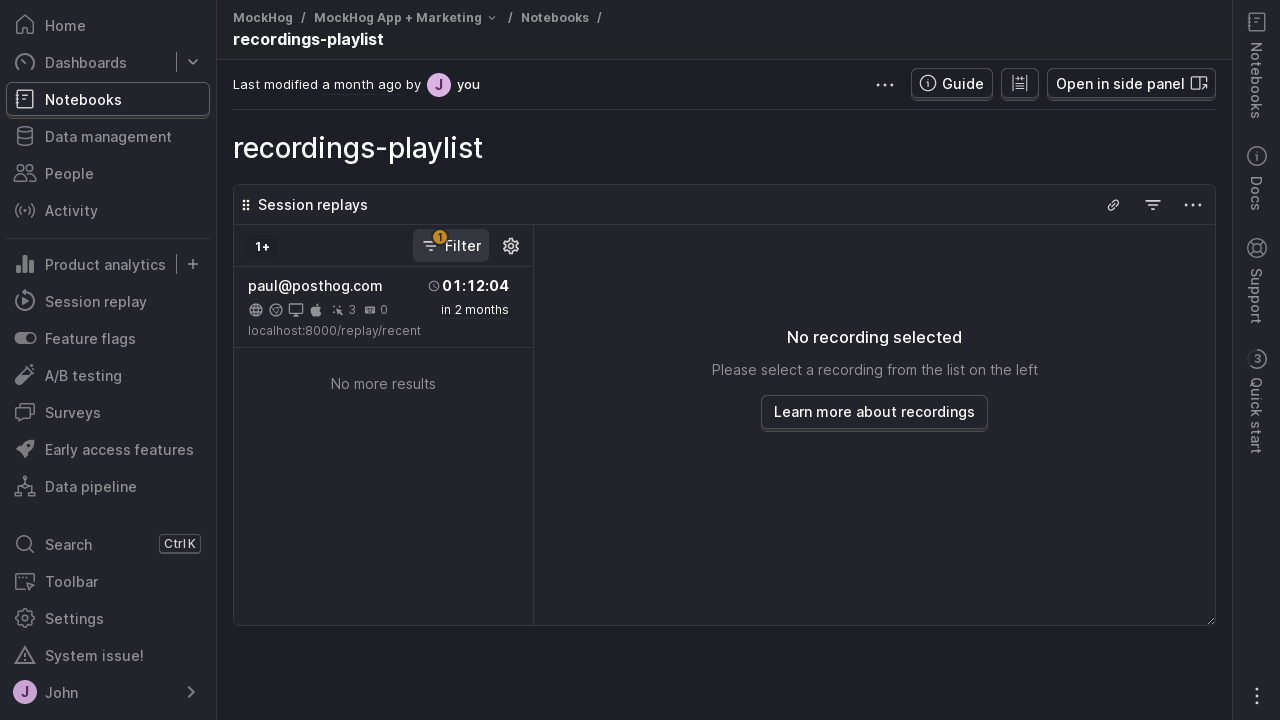 Home
Dashboards
Notebooks
Data management
People
Activity
Product analytics
Session replay
Feature flags
A/B testing
Surveys
Early access features
Data pipeline
Search Ctrl K
Toolbar
Settings
System issue!
J John
MockHog / MockHog App + Marketing / Notebooks /
recordings-playlist
Last modified a month ago by J you
Guide
Open in side panel
recordings-playlist
Session replays
1+
1
Filter
paul@posthog.com 01:12:04
3 0 in 2 months
localhost:8000/replay/recent
No more results
No recording selected
Please select a recording from the list on the left
Learn more about recordings
Notebooks
Docs
Support
3
Quick start